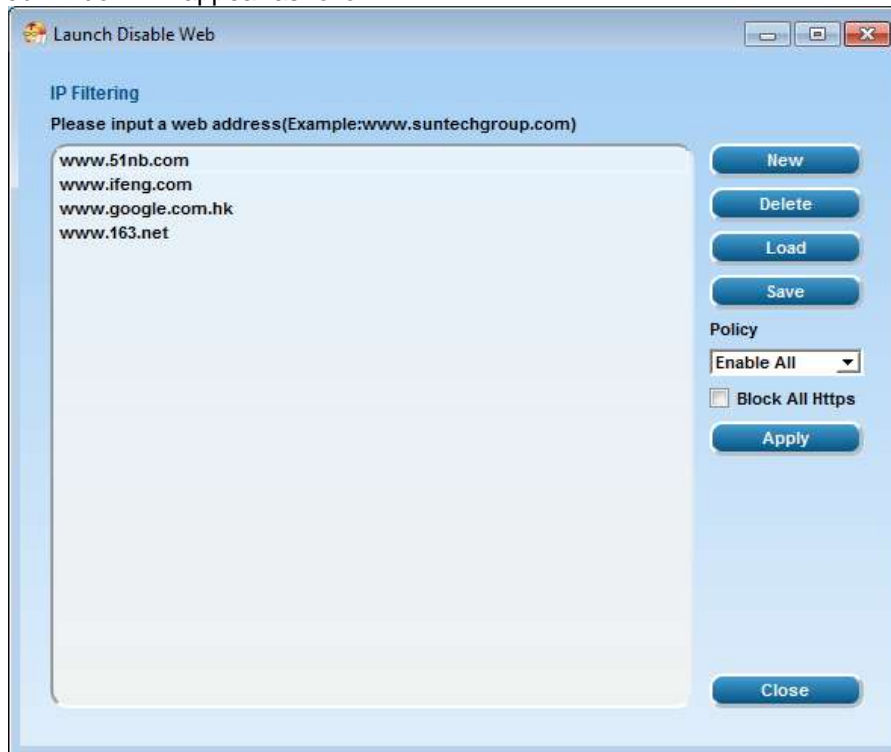 Launch Disable Web
IP Filtering
Please input a web address(Example:www.suntechgroup.com)
www.51nb.com
www.ifeng.com
www.google.com.hk
www.163.net
New
Delete
Load
Save
Policy
Enable All
Block All Https
Apply
Close